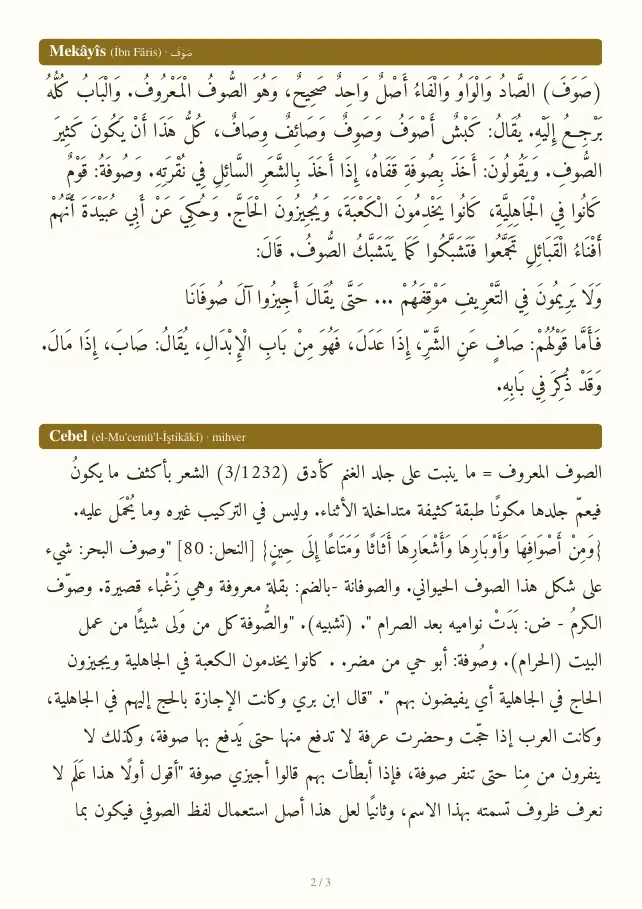 Mekâyîs (İbn Fâris) · صَوَفَ
(صَوَفَ) الصَّادُ وَالْوَاوُ وَالْفَاءُ أَصْلٌ وَاحِدٌ صَحِيحٌ، وَهُوَ الصُّوفُ الْمَعْرُوفُ. وَالْبَابُ كُلُّهُ
يَرْجِعُ إِلَيْهِ. يُقَالُ: كَبْشٌ أَصْوَفُ وَصَوِفٌ وَصَائِفٌ وَصَافٌ، كُلُّ هَذَا أَنْ يَكُونَ كَثِيرَ
الصُّوفِ. وَيَقُولُونَ: أَخَذَ بِصُوفَةِ قَفَاهُ، إِذَا أَخَذَ بِالشَّعَرِ السَّائِلِ فِي نُقْرَتِهِ. وَصُوفَةُ: قَوْمٌ
كَانُوا فِي الْجَاهِلِيَّةِ، كَانُوا يَخْدِمُونَ الْكَعْبَةَ، وَيُجِيزُونَ الْحَاجَّ. وَحُكِيَ عَنْ أَبِي عُبَيْدَةَ أَنَّهُمْ
أَفْنَاءُ الْقَبَائِلِ تَجَمَّعُوا فَتَشَبَّكُوا كَمَا يَتَشَبَّكُ الصُّوفُ. قَالَ:
وَلَا يَرِيمُونَ فِي التَّعْرِيفِ مَوْقِفَهُمْ ... حَتَّى يُقَالَ أَجِيزُوا آلَ صُوفَانَا
فَأَمَّا قَوْلُهُمْ: صَافٍ عَنِ الشَّرِّ، إِذَا عَدَلَ، فَهُوَ مِنْ بَابِ الْإِبْدَالِ، يُقَالُ: صَابَ، إِذَا مَالَ.
وَقَدْ ذُكِرَ فِي بَابِهِ.
Cebel (el-Mu'cemü'l-İştikâkî) · mihver
الصوف المعروف = ما ينبت على جلد الغنم كأدق (3/1232) الشعر بأكثف ما يكونُ
فيعمّ جلدها مكونًا طبقة كثيفة متداخلة الأثناء. وليس في التركيب غيره وما يُحْمَل عليه.
{وَمِنْ أَصْوَافِهَا وَأَوْبَارِهَا وَأَشْعَارِهَا أَثَاثًا وَمَتَاعًا إِلَى حِينٍ} [النحل: 80] "وصوف البحر: شيء
على شكل هذا الصوف الحيواني. والصوفانة -بالضم: بقلة معروفة وهي زَغْباء قصيرة. وصوّف
الكرمُ - ض: بَدَتْ نواميه بعد الصرام ". (تشبيه). "والصُّوفة كل من وَلى شيئًا من عمل
البيت (الحرام). وصُوفة: أبو حي من مضر. . كانوا يخدمون الكعبة في الجاهلية ويجيزون
الحاج في الجاهلية أي يفيضون بهم ". "قال ابن بري وكانت الإجازة بالحج إليهم في الجاهلية،
وكانت العرب إذا حجّت وحضرت عرفة لا تدفع منها حتى يَدفع بها صوفة، وكذلك لا
ينفرون من مِنا حتى تنفر صوفة، فإذا أبطأت بهم قالوا أجيزي صوفة "أقول أولًا هذا عَلَم لا
نعرف ظروف تسمته بهذا الاسم، وثانيًا لعل هذا أصل استعمال لفظ الصوفي فيكون بما
2 / 3